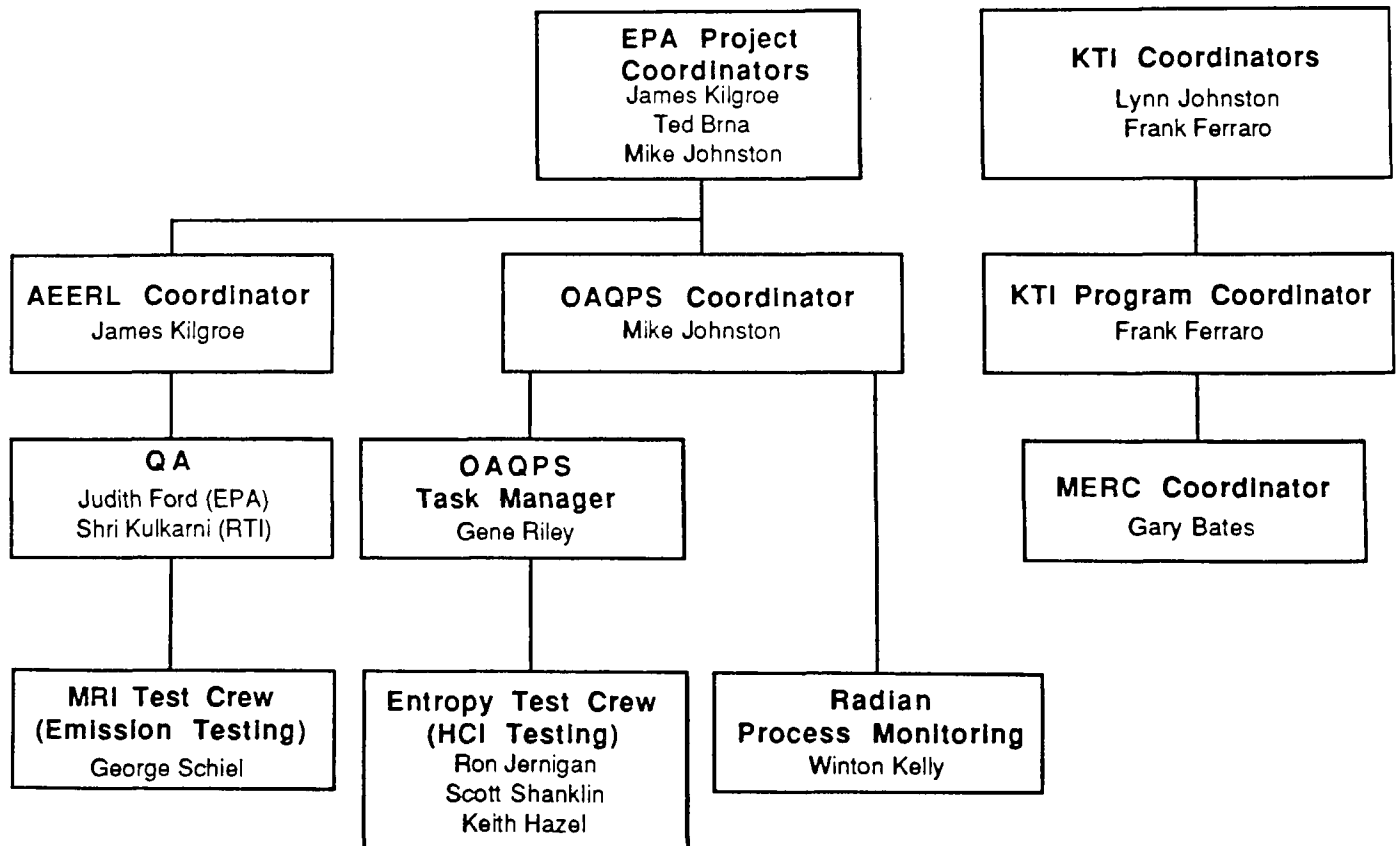 EPA Project
Coordinators
James Kilgroe
Ted Brna
Mike Johnston
KTI Coordinators
Lynn Johnston
Frank Ferraro
AEERL Coordinator
James Kilgroe
OAQPS Coordinator
Mike Johnston
KTI Program Coordinator
Frank Ferraro
QA
Judith Ford (EPA)
Shri Kulkarni (RTI)
OAQPS
Task Manager
Gene Riley
MERC Coordinator
Gary Bates
MRI Test Crew
(Emission Testing)
George Schiel
Entropy Test Crew
(HCl Testing)
Ron Jernigan
Scott Shanklin
Keith Hazel
Radian
Process Monitoring
Winton Kelly